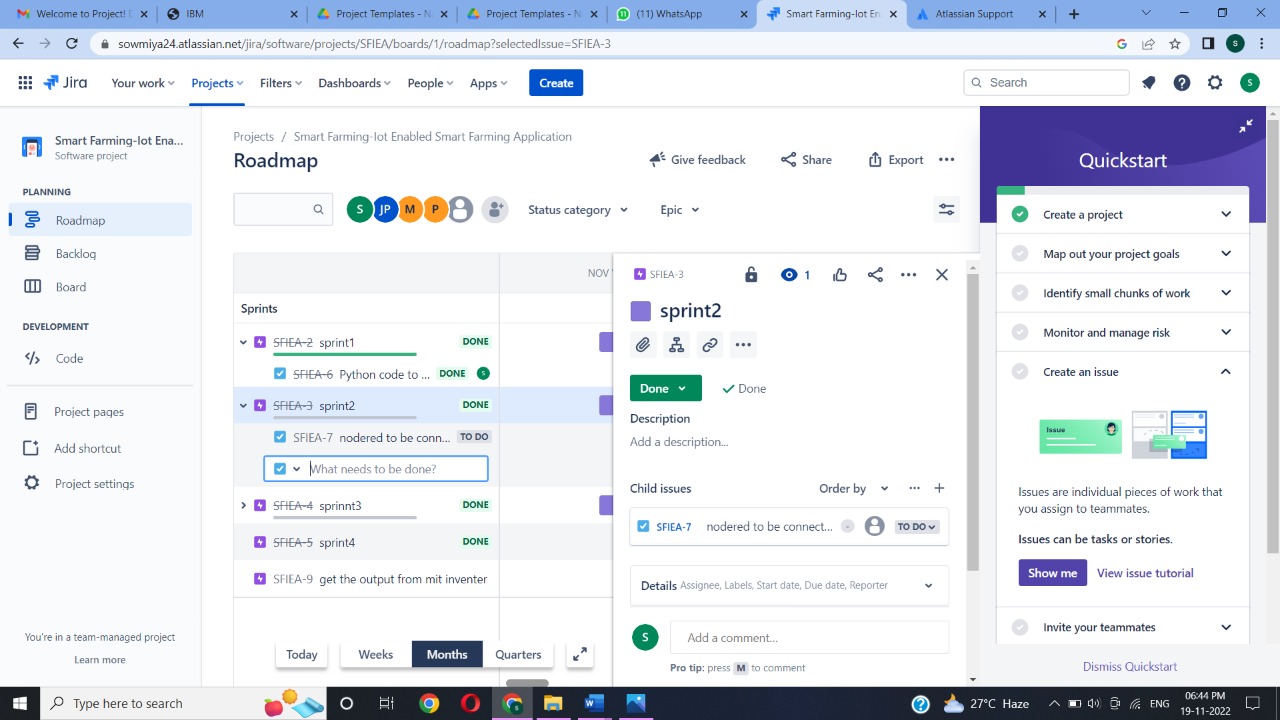 Welcome to P
IBM
Project Design - N
Template - Google
(11) WhatsApp
Smart Farming-Iot En
Atlassian Support
sowmiya24.atlassian.net/jira/software/projects/SFIEA/boards/1/roadmap?selectedIssue=SFIEA-3
S
Jira
Your work
Projects
Filters
Dashboards
People
Apps
Create
Search
S
Smart Farming-Iot Ena...
Software project
PLANNING
Roadmap
Backlog
Board
DEVELOPMENT
Code
Project pages
Add shortcut
Project settings
You're in a team-managed project
Learn more
Projects / Smart Farming-Iot Enabled Smart Farming Application
Roadmap
Give feedback
Share
Export
S JP M P
Status category
Epic
NOV
Sprints
SFIEA-2 sprint1 DONE
SFIEA-6 Python code to ... DONE S
SFIEA-3 sprint2 DONE
SFIEA-7 nodered to be conn... TO DO
What needs to be done?
SFIEA-4 sprinnt3 DONE
SFIEA-5 sprint4 DONE
SFIEA-9 get the output from mit inventer
Today
Weeks
Months
Quarters
SFIEA-3
1
sprint2
Done
Done
Description
Add a description...
Child issues
Order by
SFIEA-7 nodered to be connect... TO DO
Details Assignee, Labels, Start date, Due date, Reporter
S
Add a comment...
Pro tip: press M to comment
Quickstart
Create a project
Map out your project goals
Identify small chunks of work
Monitor and manage risk
Create an issue
Issue
Issues are individual pieces of work that
you assign to teammates.
Issues can be tasks or stories.
Show me
View issue tutorial
Invite your teammates
Dismiss Quickstart
Type here to search
27°C Haze
ENG
06:44 PM
19-11-2022